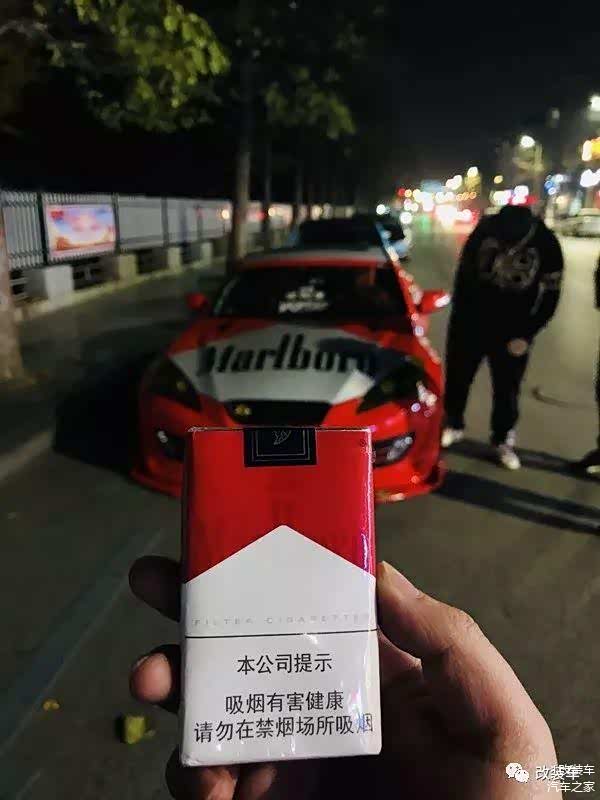 Marlboro
FILTER CIGARETTES
本公司提示
吸烟有害健康
请勿在禁烟场所吸烟
改装车
汽车之家